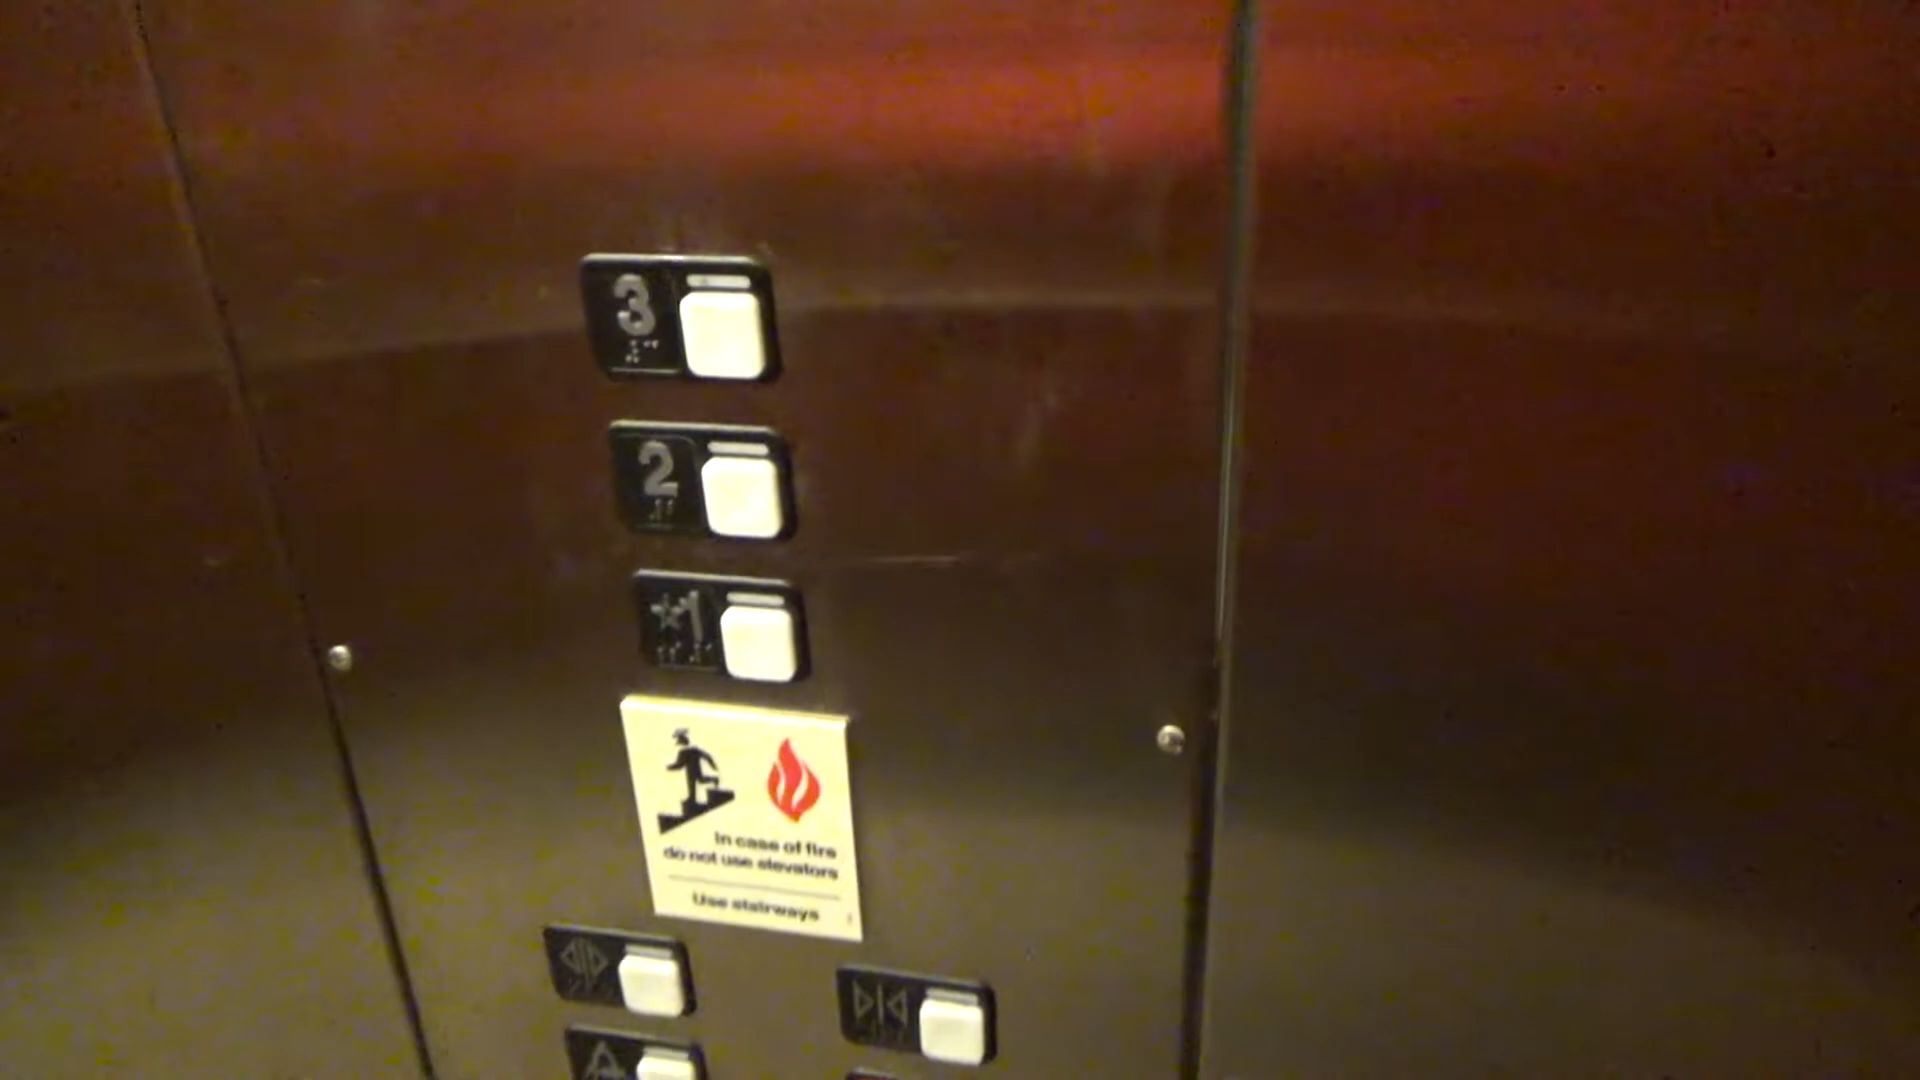 3
2
★1
In case of fire
do not use elevators
Use stairways